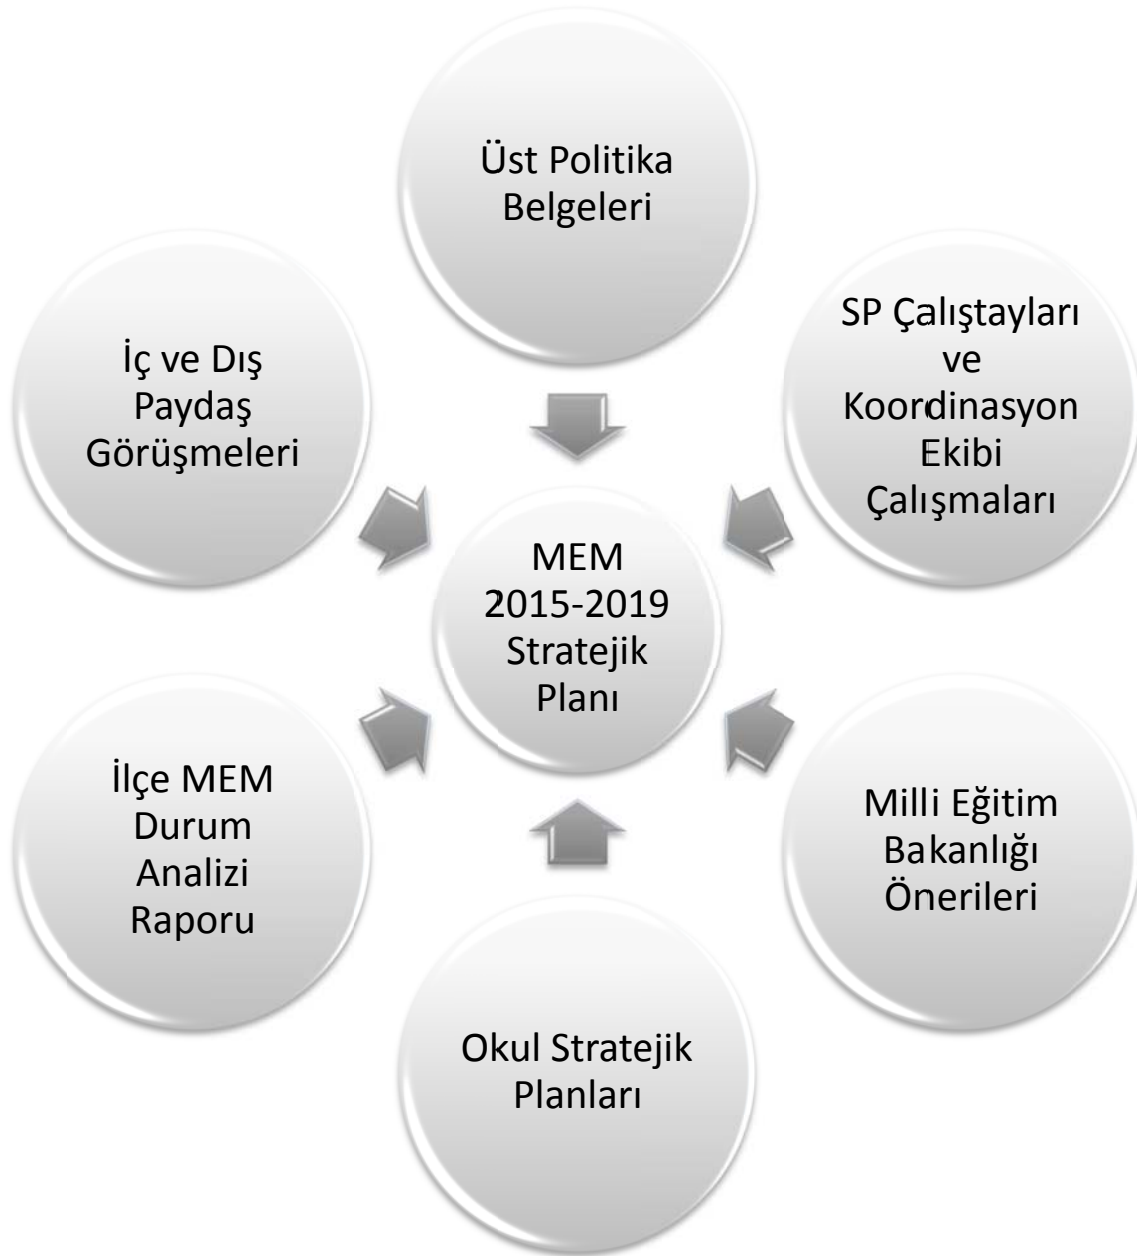 Üst Politika
Belgeleri
SP Çalıştayları
ve
Koordinasyon
Ekibi
Çalışmaları
Milli Eğitim
Bakanlığı
Önerileri
Okul Stratejik
Planları
İlçe MEM
Durum
Analizi
Raporu
İç ve Dış
Paydaş
Görüşmeleri
MEM
2015-2019
Stratejik
Planı